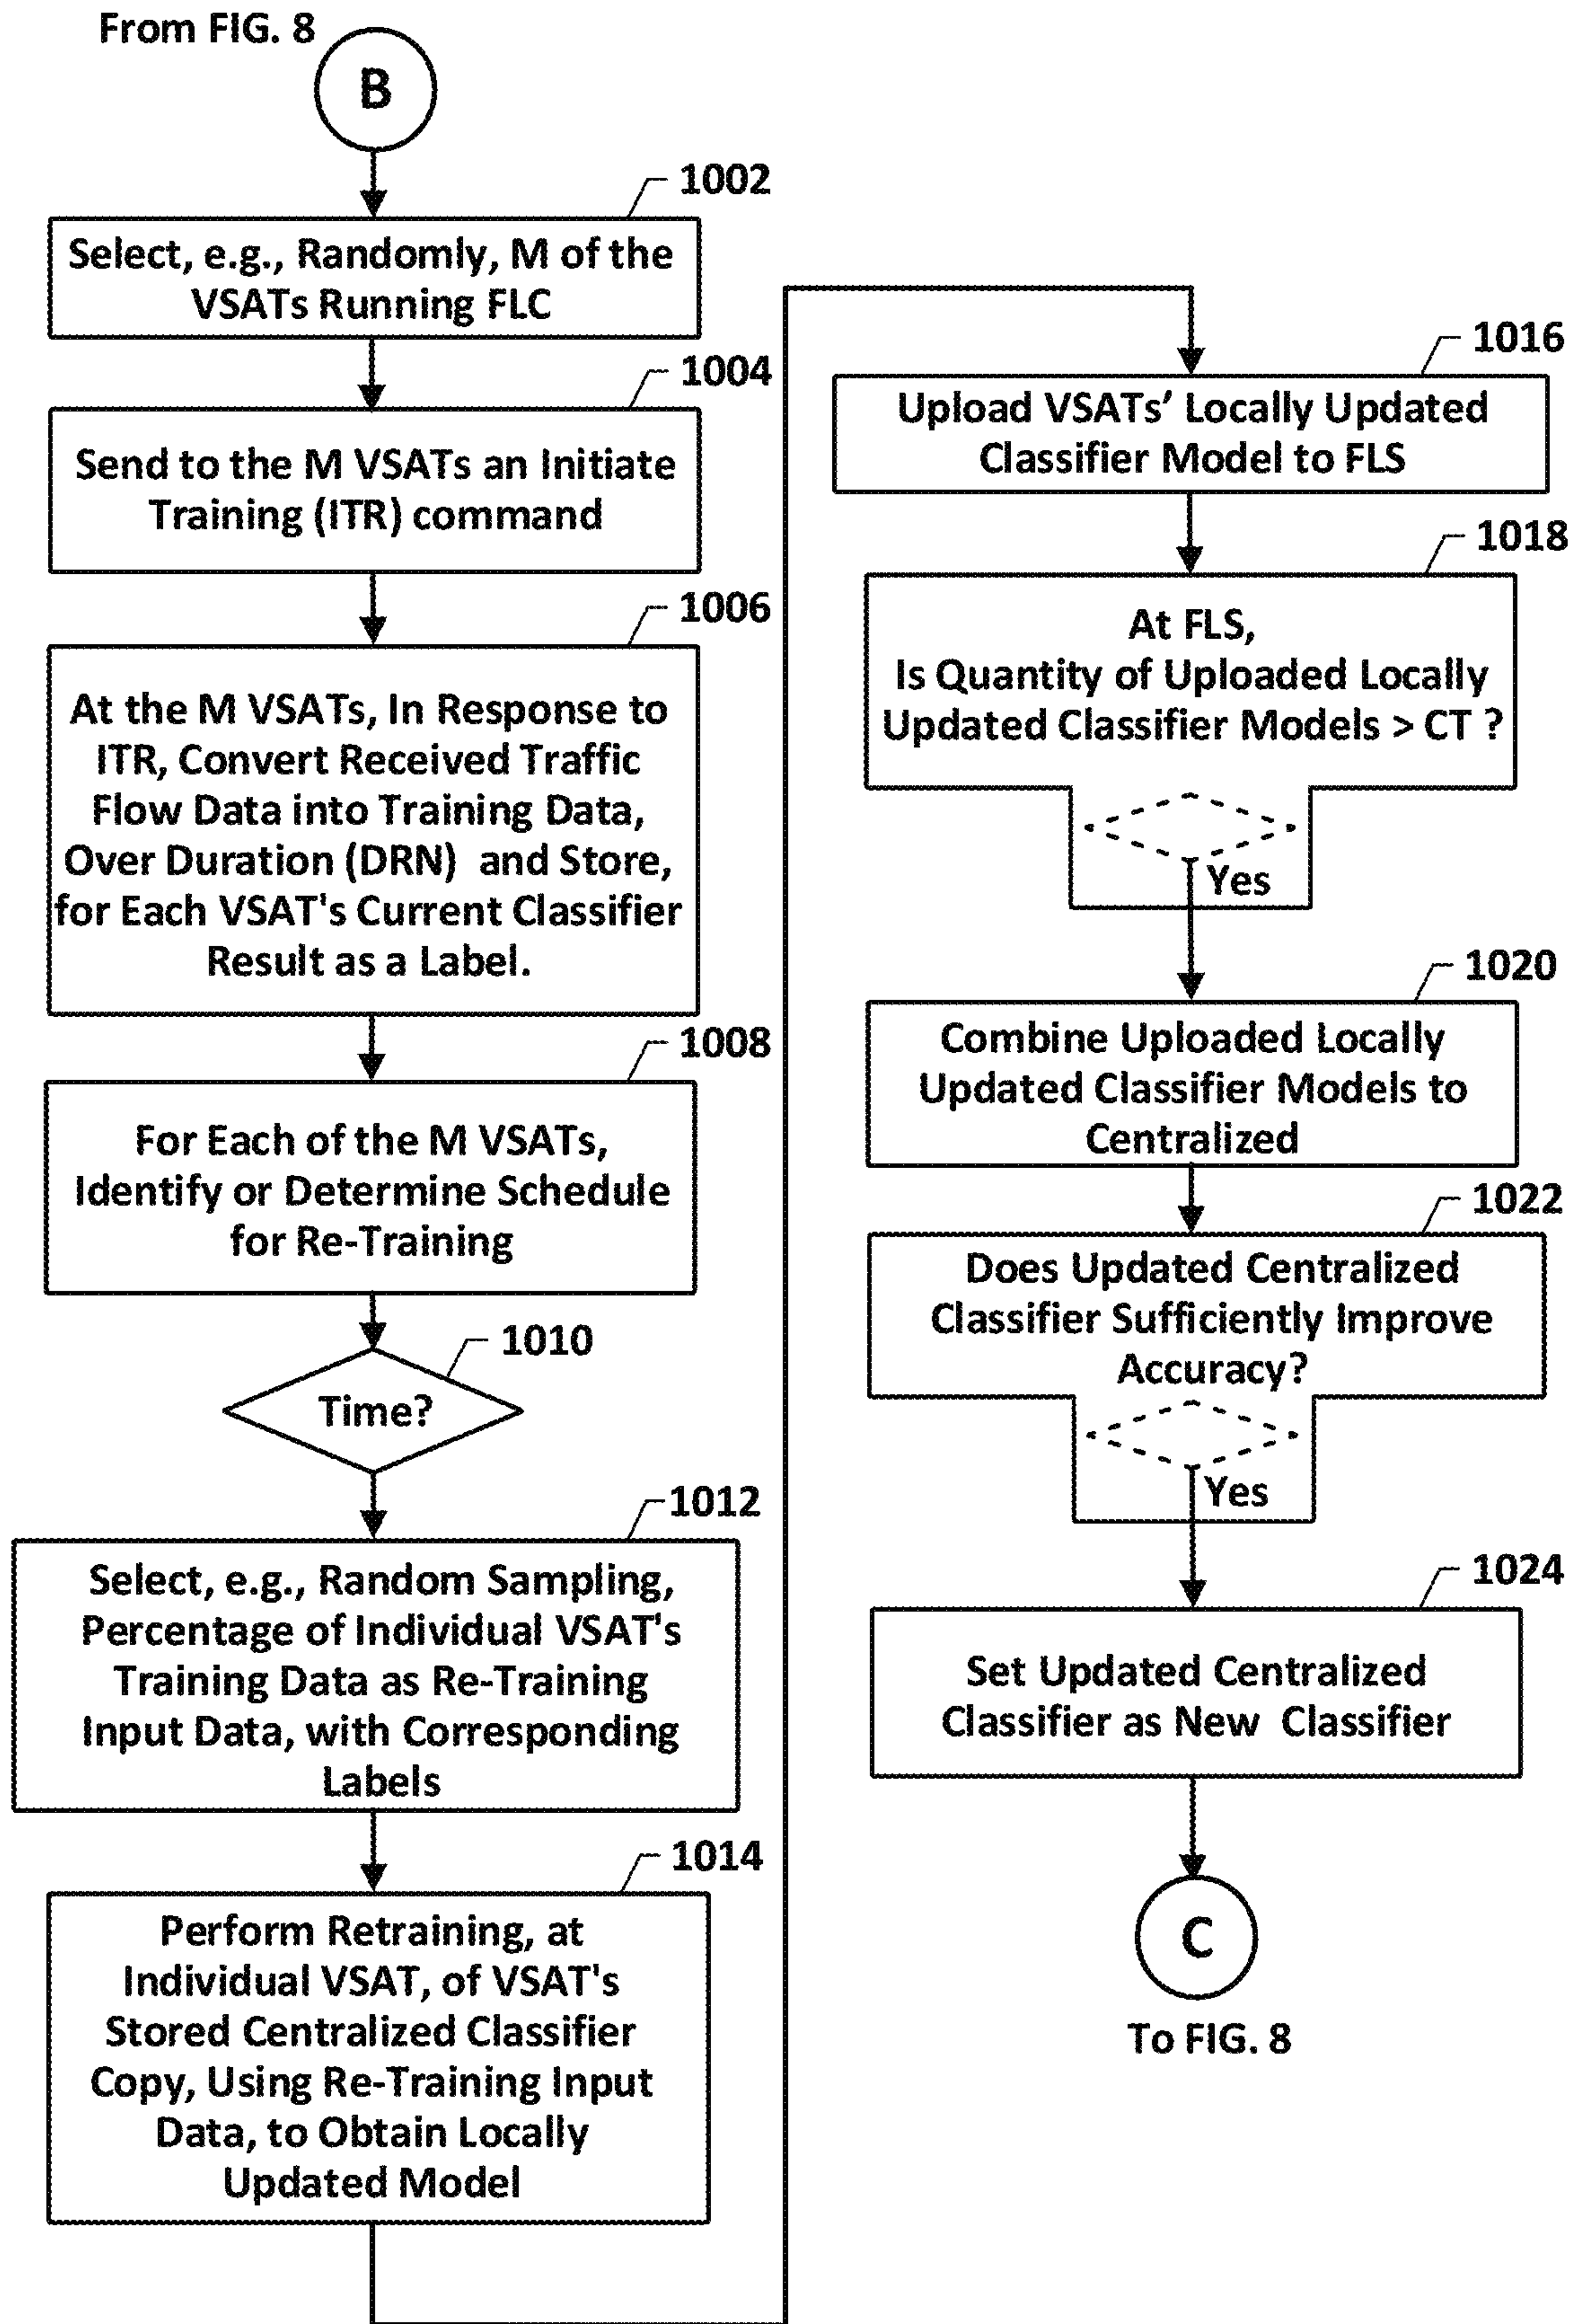 From FIG. 8
B
1002
Select, e.g., Randomly, M of the
VSATs Running FLC
1004
Send to the M VSATs an Initiate
Training (ITR) command
1006
At the M VSATs, In Response to
ITR, Convert Received Traffic
Flow Data into Training Data,
Over Duration (DRN) and Store,
for Each VSAT's Current Classifier
Result as a Label.
1008
For Each of the M VSATs,
Identify or Determine Schedule
for Re-Training
1010
Time?
1012
Select, e.g., Random Sampling,
Percentage of Individual VSAT's
Training Data as Re-Training
Input Data, with Corresponding
Labels
1014
Perform Retraining, at
Individual VSAT, of VSAT's
Stored Centralized Classifier
Copy, Using Re-Training Input
Data, to Obtain Locally
Updated Model
1016
Upload VSATs’ Locally Updated
Classifier Model to FLS
1018
At FLS,
Is Quantity of Uploaded Locally
Updated Classifier Models > CT ?
Yes
1020
Combine Uploaded Locally
Updated Classifier Models to
Centralized
1022
Does Updated Centralized
Classifier Sufficiently Improve
Accuracy?
Yes
1024
Set Updated Centralized
Classifier as New Classifier
C
To FIG. 8